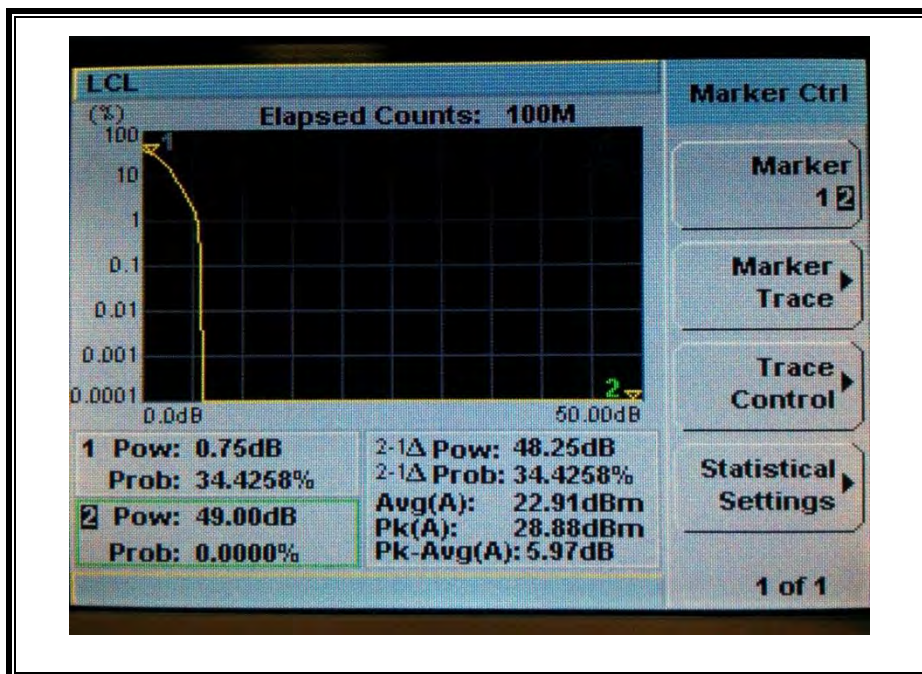 LCL
(%)
Elapsed Counts: 100M
100
1
10
1
0.1
0.01
0.001
0.0001
2
0.0dB
50.00dB
1 Pow: 0.75dB
Prob: 34.4258%
2 Pow: 49.00dB
Prob: 0.0000%
2-1Δ Pow: 48.25dB
2-1Δ Prob: 34.4258%
Avg(A): 22.91dBm
Pk(A): 28.88dBm
Pk-Avg(A): 5.97dB
Marker Ctrl
Marker
1 2
Marker
Trace
Trace
Control
Statistical
Settings
1 of 1